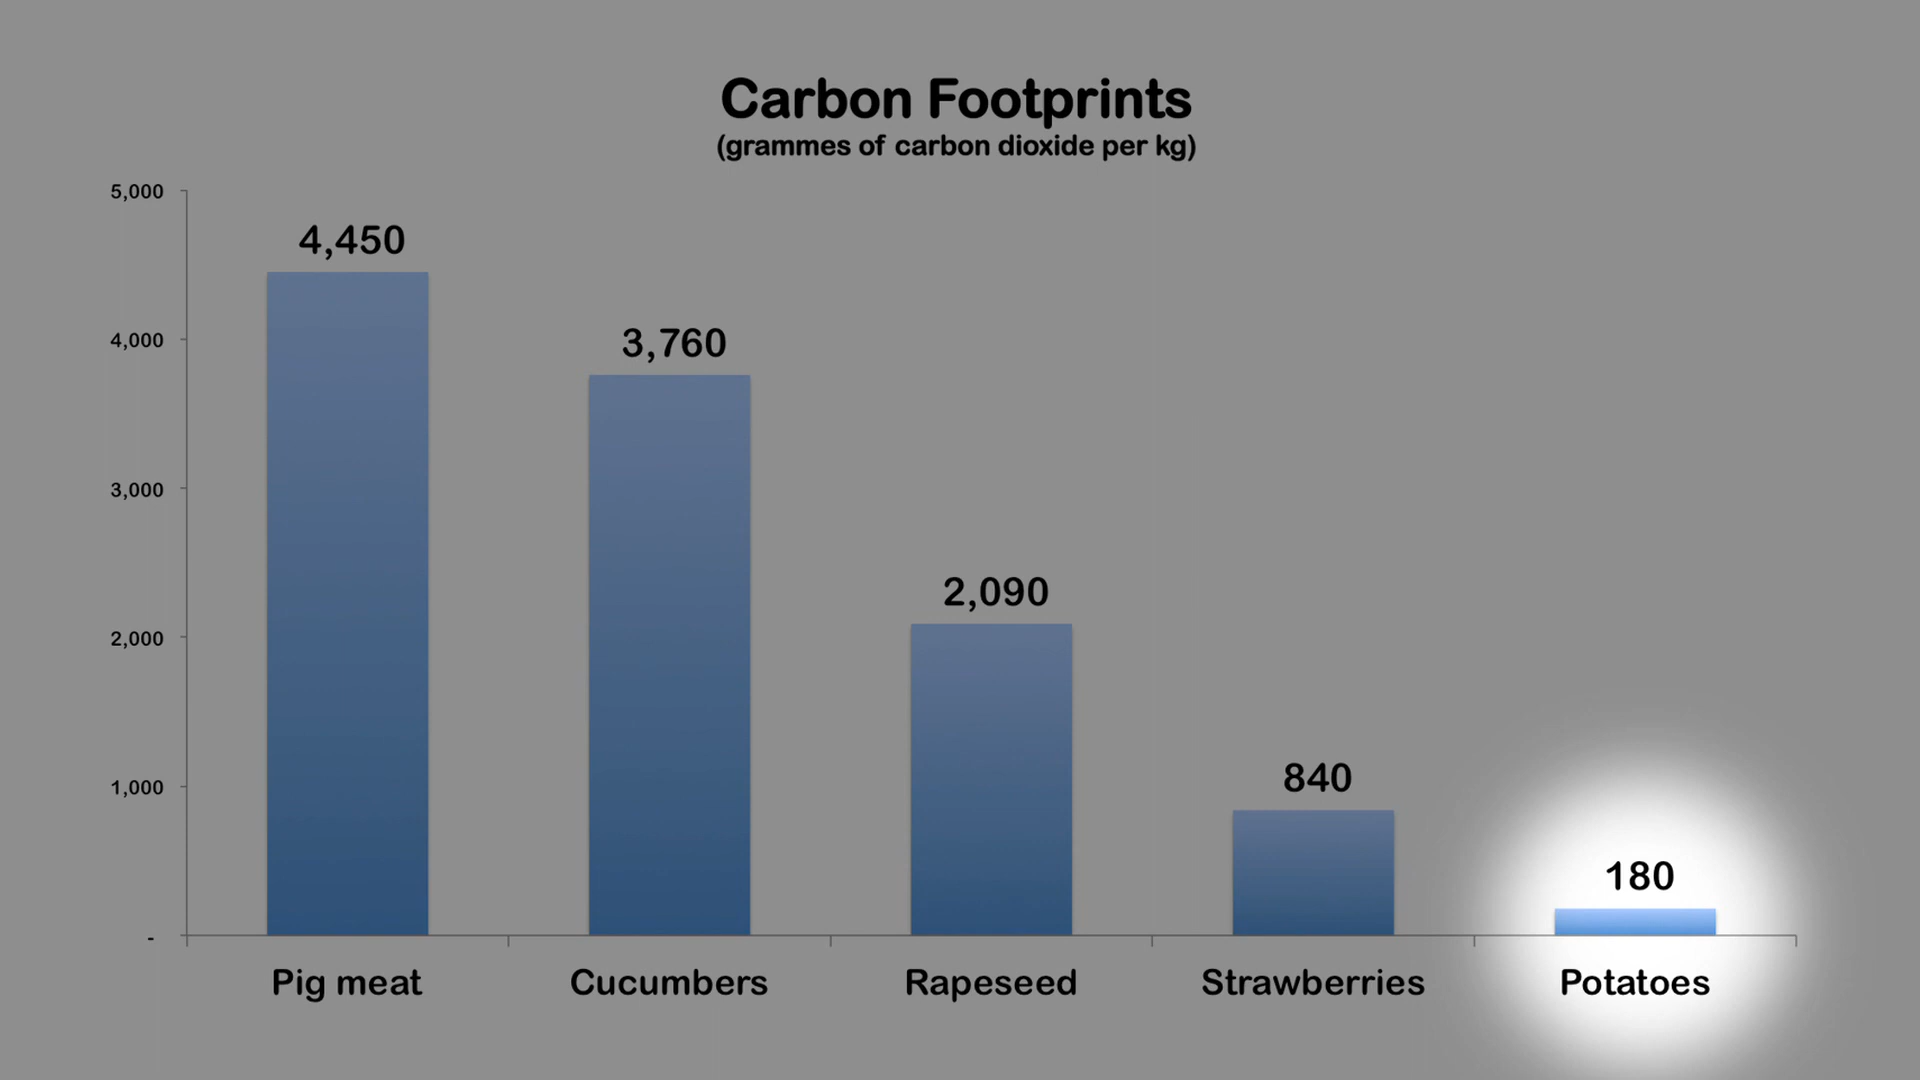 Carbon Footprints
(grammes of carbon dioxide per kg)
5,000
4,000
3,000
2,000
1,000
-
4,450
3,760
2,090
840
180
Pig meat
Cucumbers
Rapeseed
Strawberries
Potatoes